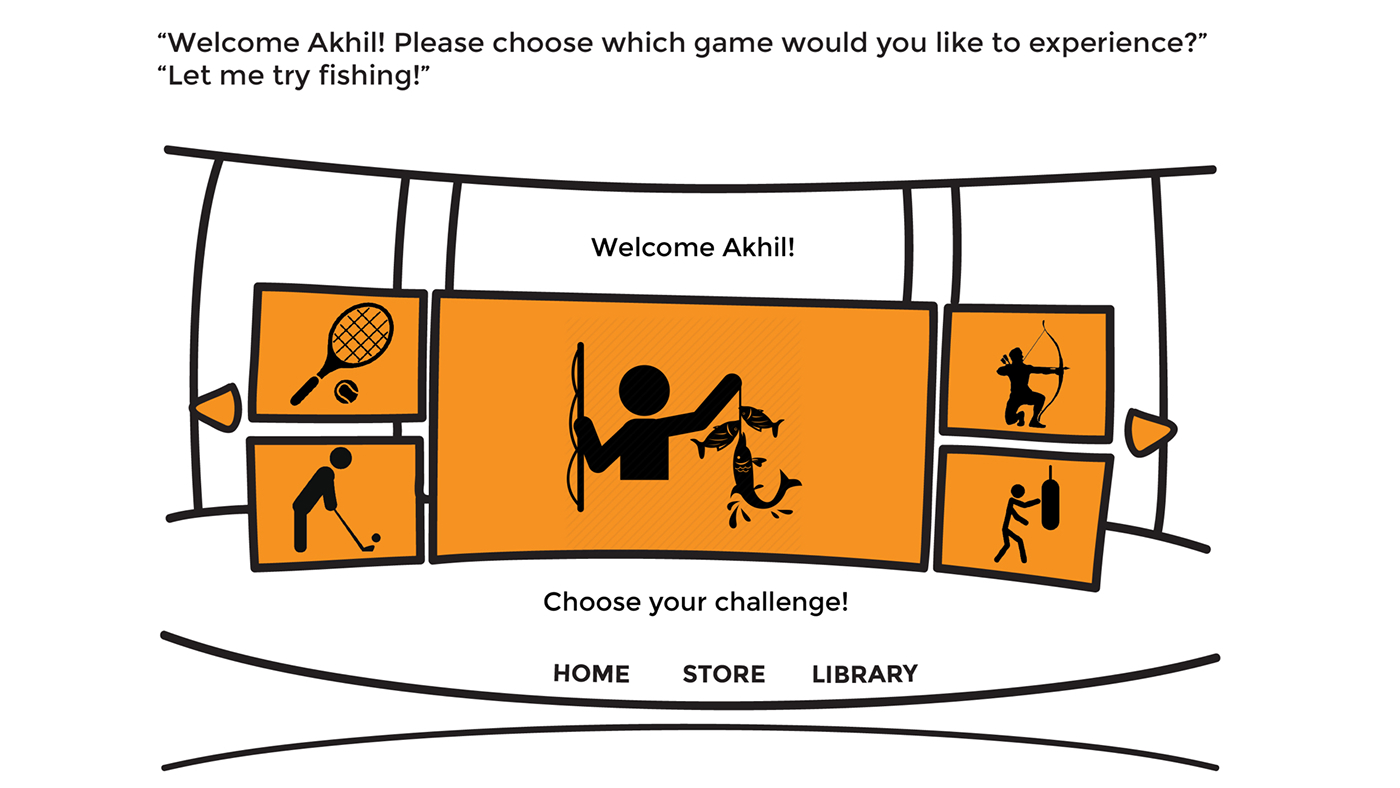 “Welcome Akhil! Please choose which game would you like to experience?”
“Let me try fishing!”
Welcome Akhil!
Choose your challenge!
HOME STORE LIBRARY